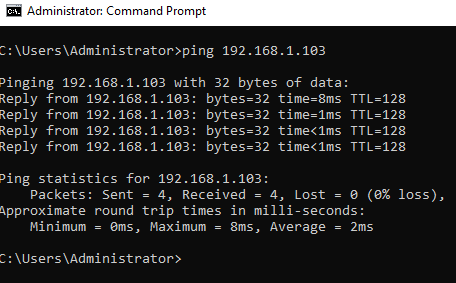 Administrator: Command Prompt
C:\Users\Administrator>ping 192.168.1.103
Pinging 192.168.1.103 with 32 bytes of data:
Reply from 192.168.1.103: bytes=32 time=8ms TTL=128
Reply from 192.168.1.103: bytes=32 time=1ms TTL=128
Reply from 192.168.1.103: bytes=32 time<1ms TTL=128
Reply from 192.168.1.103: bytes=32 time<1ms TTL=128
Ping statistics for 192.168.1.103:
    Packets: Sent = 4, Received = 4, Lost = 0 (0% loss),
Approximate round trip times in milli-seconds:
    Minimum = 0ms, Maximum = 8ms, Average = 2ms
C:\Users\Administrator>